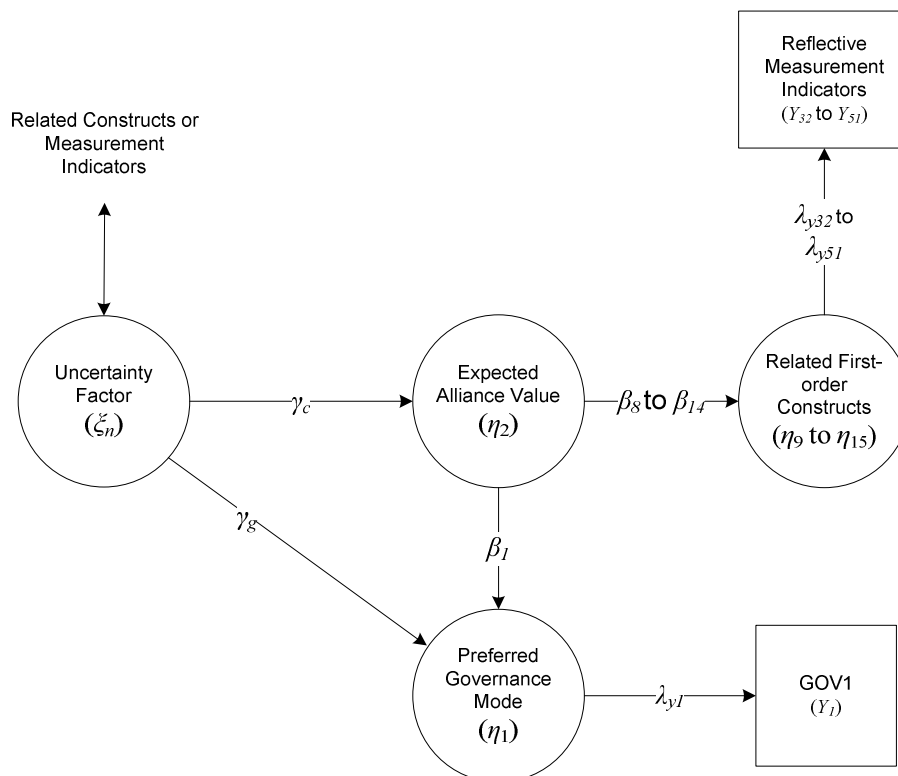 Reflective
Measurement
Indicators
(Y32 to Y51)
Related Constructs or
Measurement
Indicators
λy32 to
λy51
Uncertainty
Factor
(ξn)
γc
Expected
Alliance Value
(η2)
β8 to β14
Related First-
order
Constructs
(η9 to η15)
γg
β1
Preferred
Governance
Mode
(η1)
λy1
GOV1
(Y1)